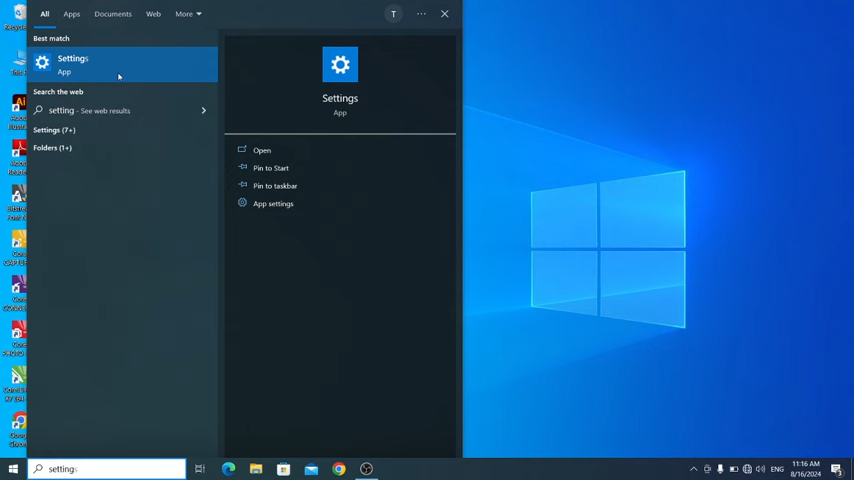 All Apps Documents Web More T ...
Best match
Settings
App
Search the web
setting - See web results
Settings (7+)
Folders (1+)
Settings
App
Open
Pin to Start
Pin to taskbar
App settings
settings
ENG
11:16 AM
8/16/2024